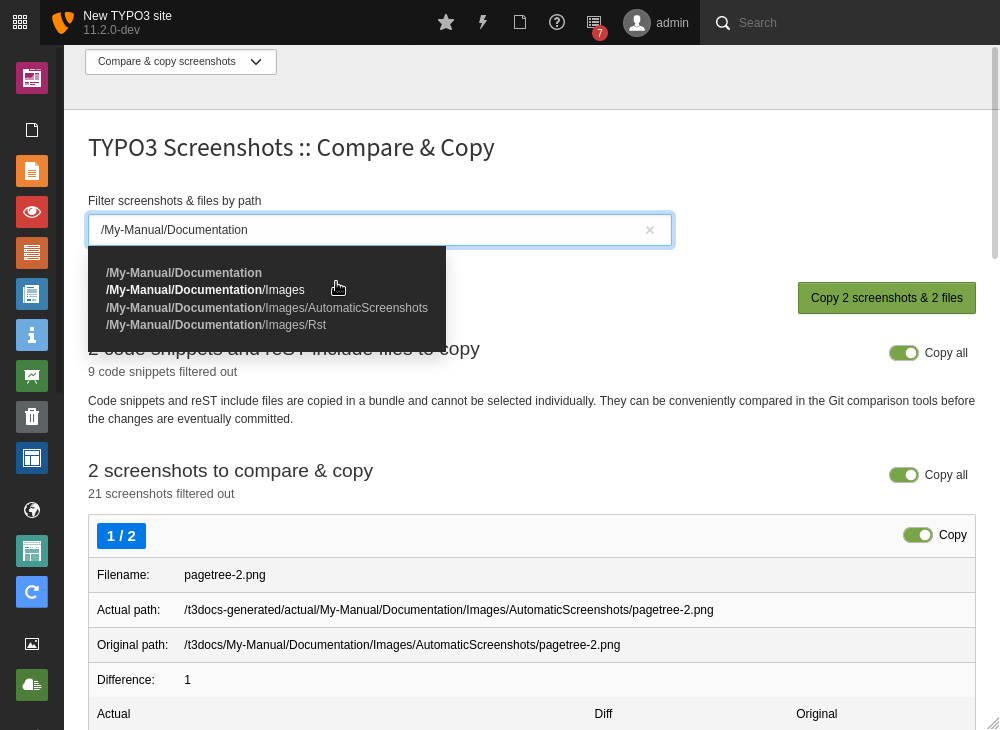 New TYPO3 site
11.2.0-dev
7
admin
Search
Compare & copy screenshots
TYPO3 Screenshots :: Compare & Copy
Filter screenshots & files by path
/My-Manual/Documentation
/My-Manual/Documentation
/My-Manual/Documentation/Images
/My-Manual/Documentation/Images/AutomaticScreenshots
/My-Manual/Documentation/Images/Rst
Copy 2 screenshots & 2 files
2 code snippets and reST include files to copy
Copy all
9 code snippets filtered out
Code snippets and reST include files are copied in a bundle and cannot be selected individually. They can be conveniently compared in the Git comparison tools before
the changes are eventually committed.
2 screenshots to compare & copy
Copy all
21 screenshots filtered out
1 / 2
Copy
Filename: pagetree-2.png
Actual path: /t3docs-generated/actual/My-Manual/Documentation/Images/AutomaticScreenshots/pagetree-2.png
Original path: /t3docs/My-Manual/Documentation/Images/AutomaticScreenshots/pagetree-2.png
Difference: 1
Actual Diff Original